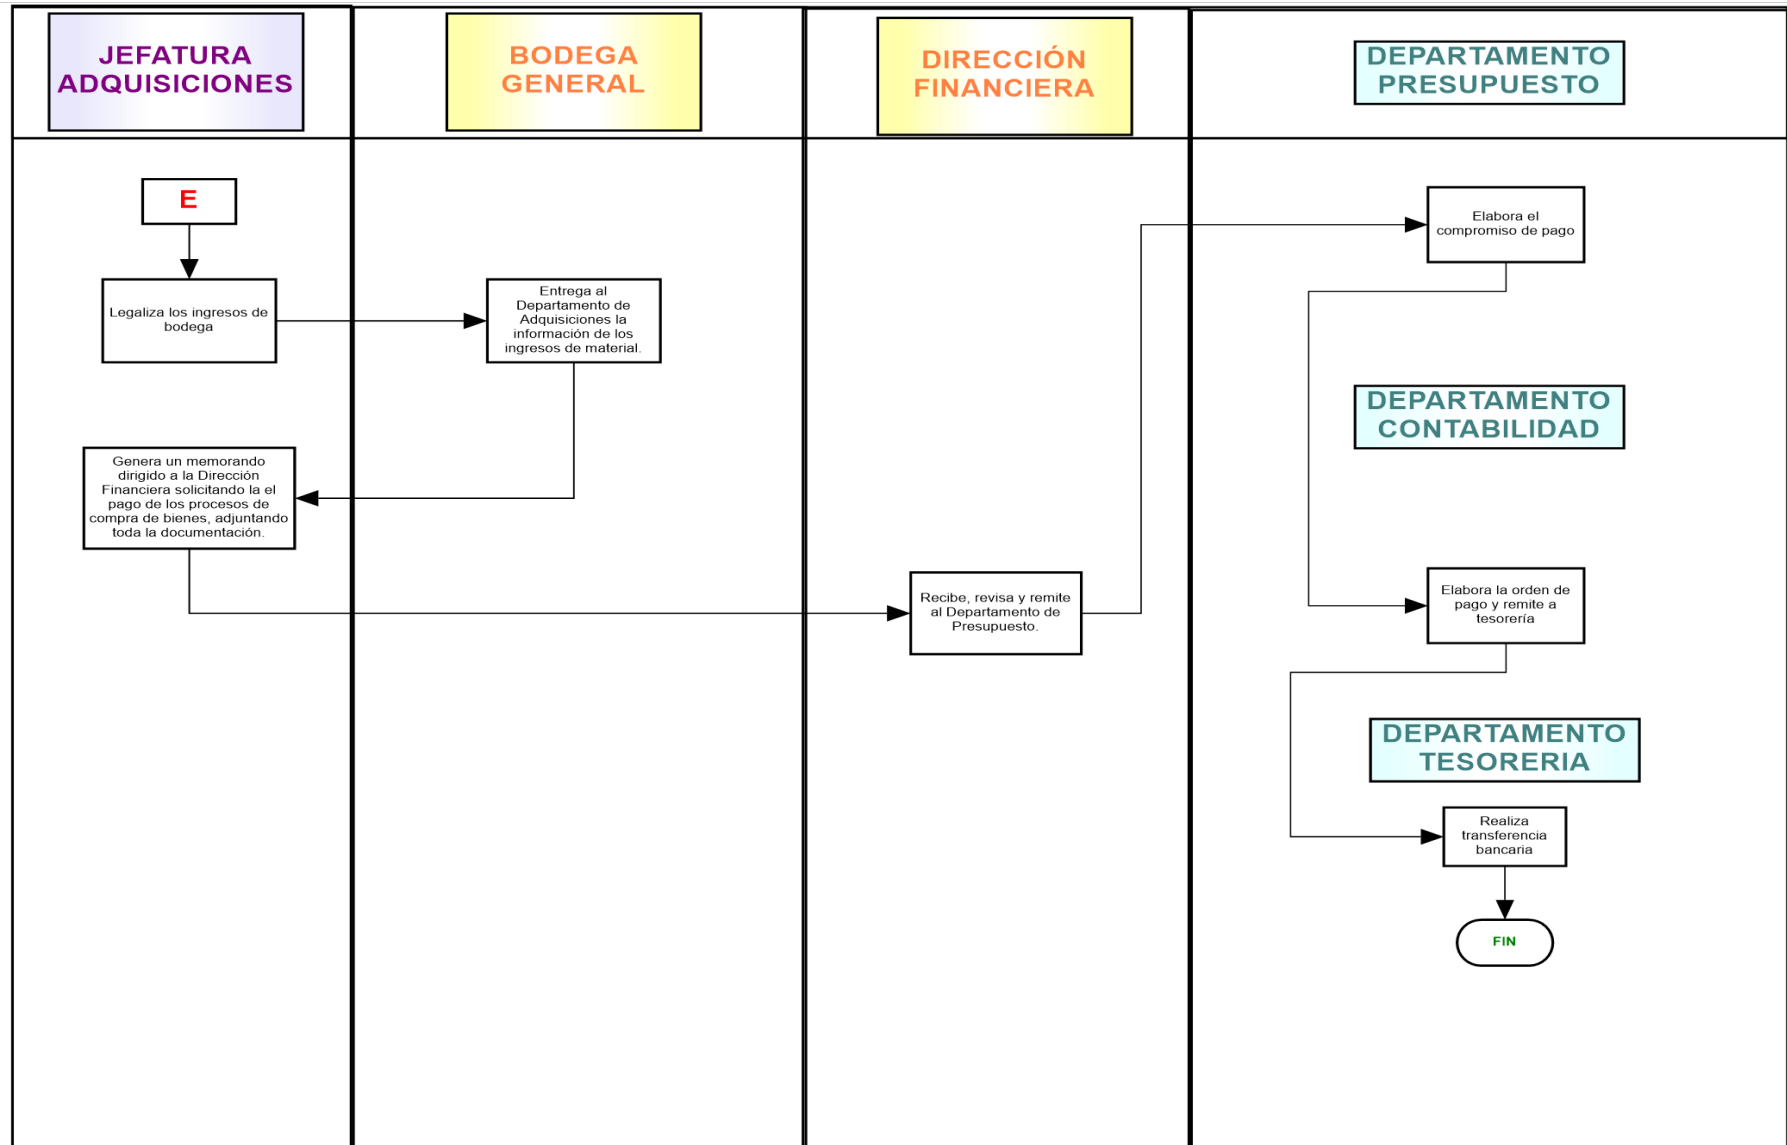 JEFATURA
ADQUISICIONES
BODEGA
GENERAL
DIRECCIÓN
FINANCIERA
DEPARTAMENTO
PRESUPUESTO
E
Legaliza los ingresos de
bodega
Entrega al
Departamento de
Adquisiciones la
información de los
ingresos de material.
Genera un memorando
dirigido a la Dirección
Financiera solicitando la el
pago de los procesos de
compra de bienes, adjuntando
toda la documentación.
Recibe, revisa y remite
al Departamento de
Presupuesto.
Elabora el
compromiso de pago
DEPARTAMENTO
CONTABILIDAD
Elabora la orden de
pago y remite a
tesorería
DEPARTAMENTO
TESORERIA
Realiza
transferencia
bancaria
FIN